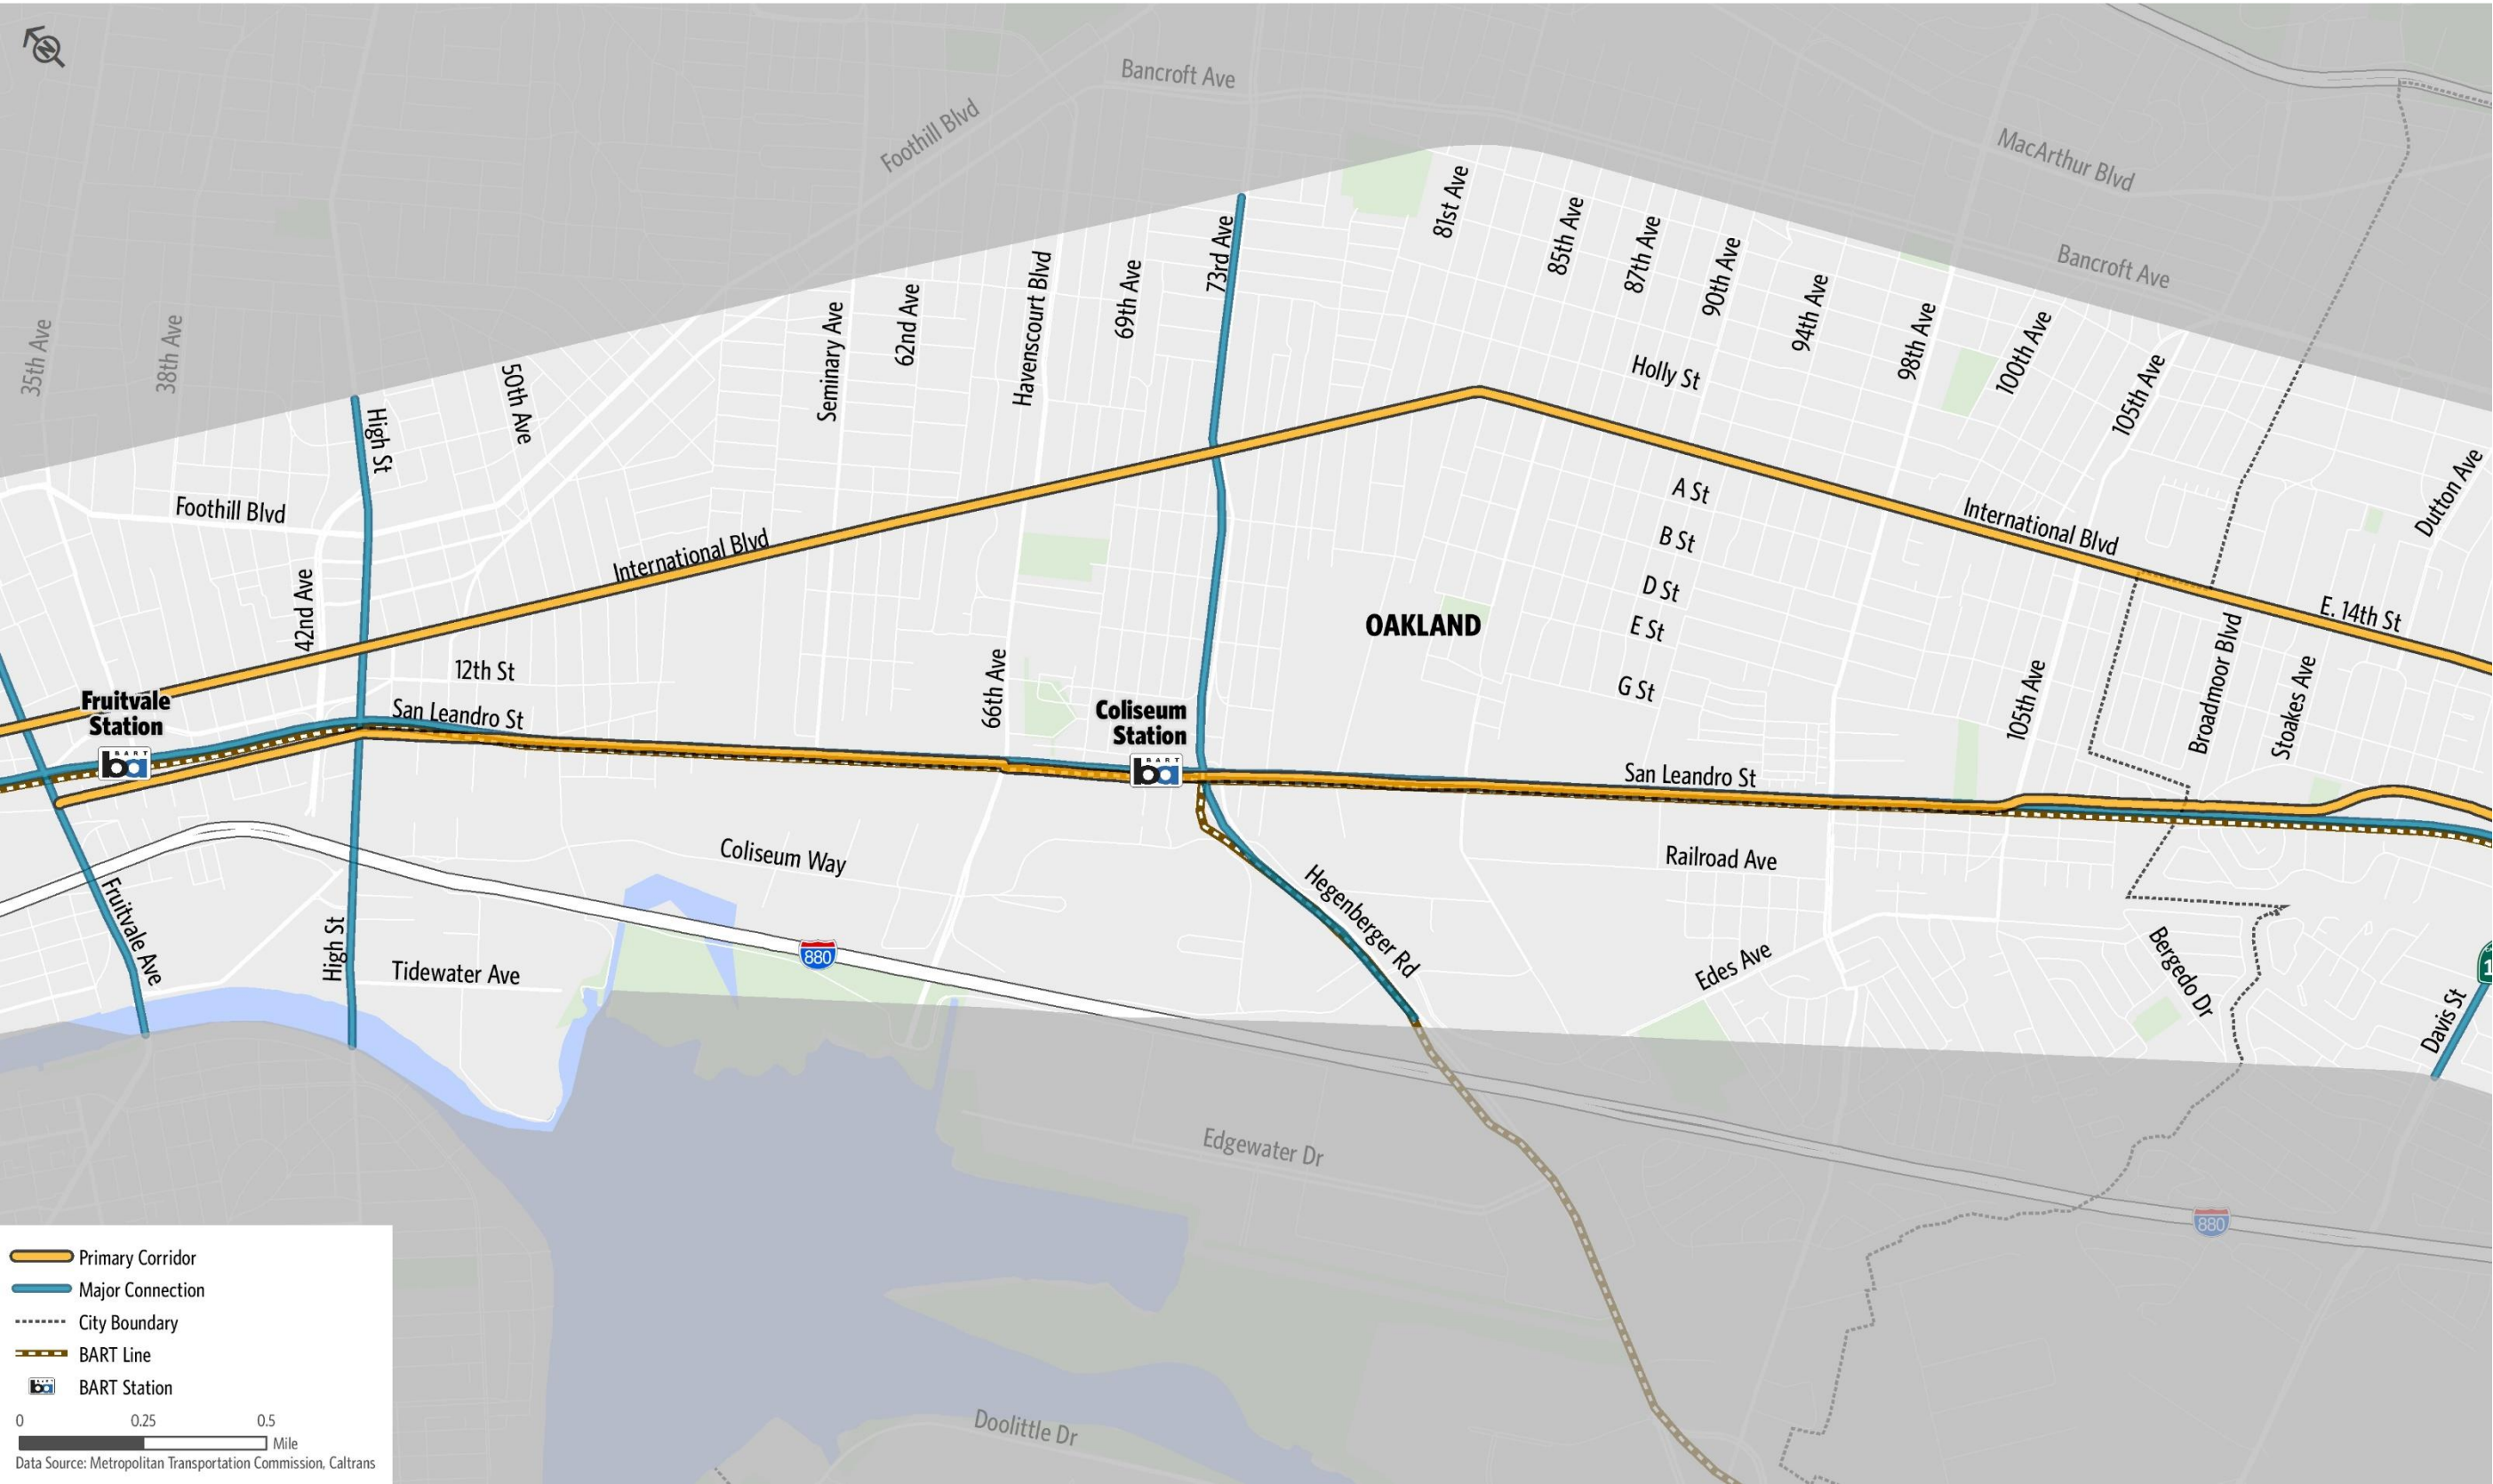 N
Bancroft Ave
Foothill Blvd
MacArthur Blvd
Bancroft Ave
81st Ave
85th Ave
87th Ave
90th Ave
94th Ave
98th Ave
100th Ave
105th Ave
Dutton Ave
73rd Ave
69th Ave
Havenscourt Blvd
62nd Ave
Seminary Ave
50th Ave
High St
38th Ave
35th Ave
Holly St
Foothill Blvd
42nd Ave
International Blvd
International Blvd
A St
B St
D St
E St
G St
OAKLAND
E. 14th St
Broadmoor Blvd
Stoakes Ave
105th Ave
12th St
San Leandro St
66th Ave
Fruitvale
Station
BART
ba
Coliseum
Station
BART
ba
San Leandro St
Railroad Ave
Coliseum Way
Hegenberger Rd
Edes Ave
Bergedo Dr
Davis St
1
Fruitvale Ave
High St
Tidewater Ave
880
Edgewater Dr
880
Doolittle Dr
Primary Corridor
Major Connection
City Boundary
BART Line
ba BART Station
0 0.25 0.5
Mile
Data Source: Metropolitan Transportation Commission, Caltrans